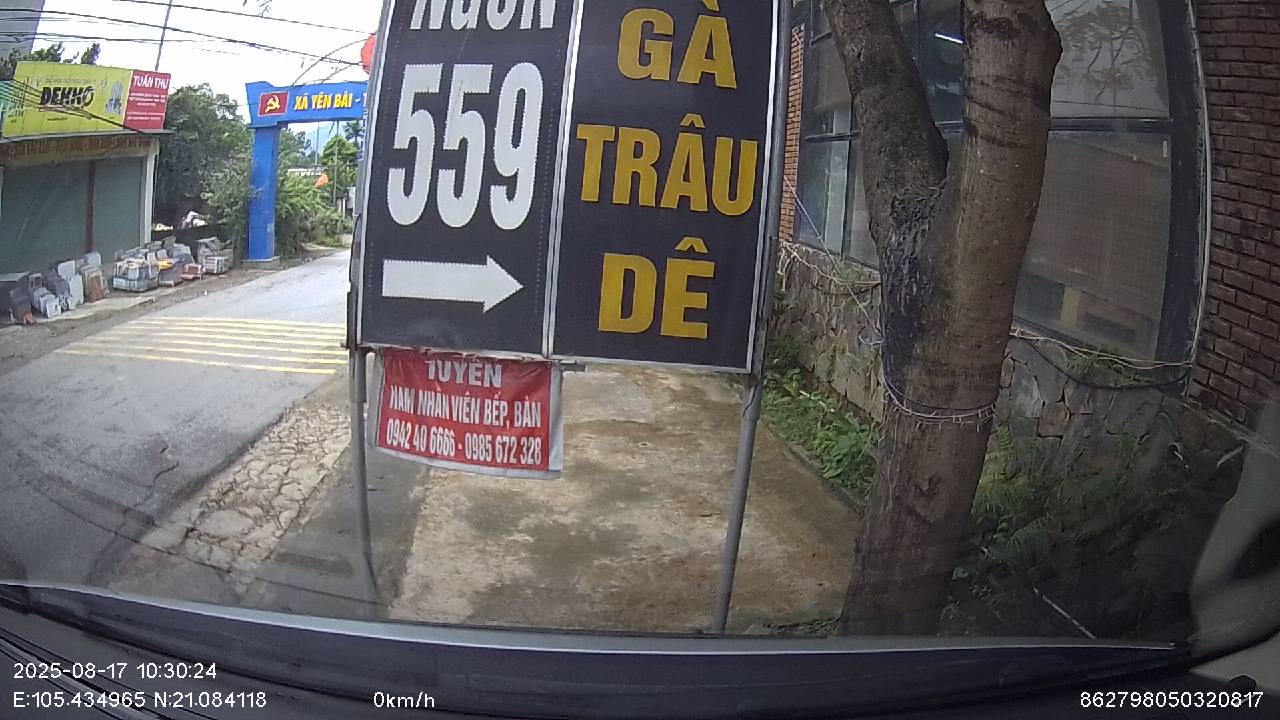 NGON
559
GÀ
TRÂU
DÊ
TUYỂN
NAM NHÂN VIÊN BẾP, BÀN
0942 40 6666 - 0985 672 328
XÃ YÊN BÀI -
DEKKO
TUẤN THU
2025-08-17 10:30:24
E:105.434965 N:21.084118
0km/h
862798050320817